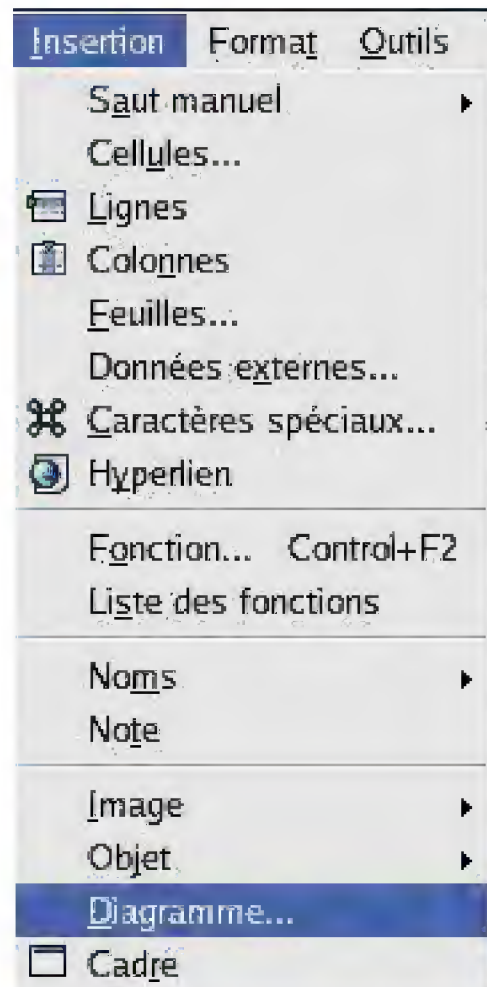 Insertion Format Outils
Saut manuel
Cellules...
Lignes
Colonnes
Feuilles...
Données externes...
Caractères spéciaux...
Hyperlien
Fonction... Control+F2
Liste des fonctions
Noms
Note
Image
Objet
Diagramme...
Cadre